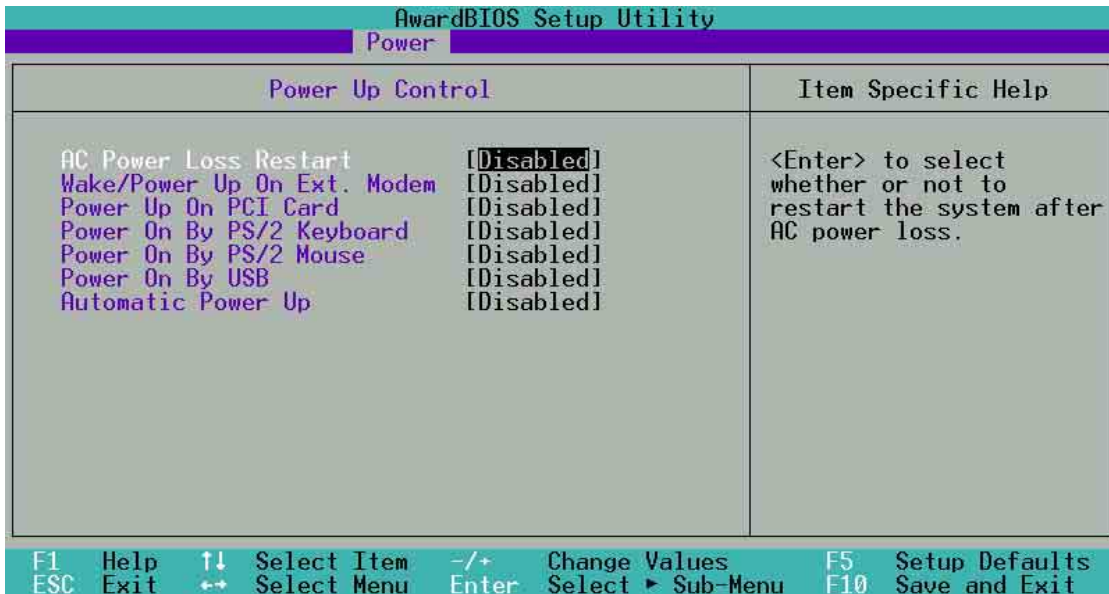 AwardBIOS Setup Utility
Power
Power Up Control
Item Specific Help
AC Power Loss Restart [Disabled]
Wake/Power Up On Ext. Modem [Disabled]
Power Up On PCI Card [Disabled]
Power On By PS/2 Keyboard [Disabled]
Power On By PS/2 Mouse [Disabled]
Power On By USB [Disabled]
Automatic Power Up [Disabled]
<Enter> to select
whether or not to
restart the system after
AC power loss.
F1 Help ↑↓ Select Item -/+ Change Values F5 Setup Defaults
ESC Exit ←→ Select Menu Enter Select ► Sub-Menu F10 Save and Exit